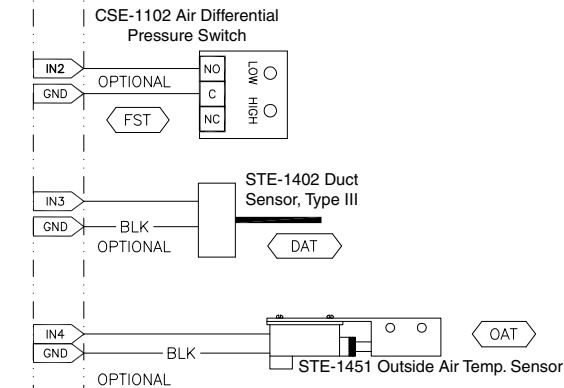 CSE-1102 Air Differential
Pressure Switch
IN2
OPTIONAL
GND
FST
NO
C
NC
LOW
HIGH
STE-1402 Duct
Sensor, Type III
IN3
GND
BLK
OPTIONAL
DAT
IN4
GND
BLK
OPTIONAL
OAT
STE-1451 Outside Air Temp. Sensor